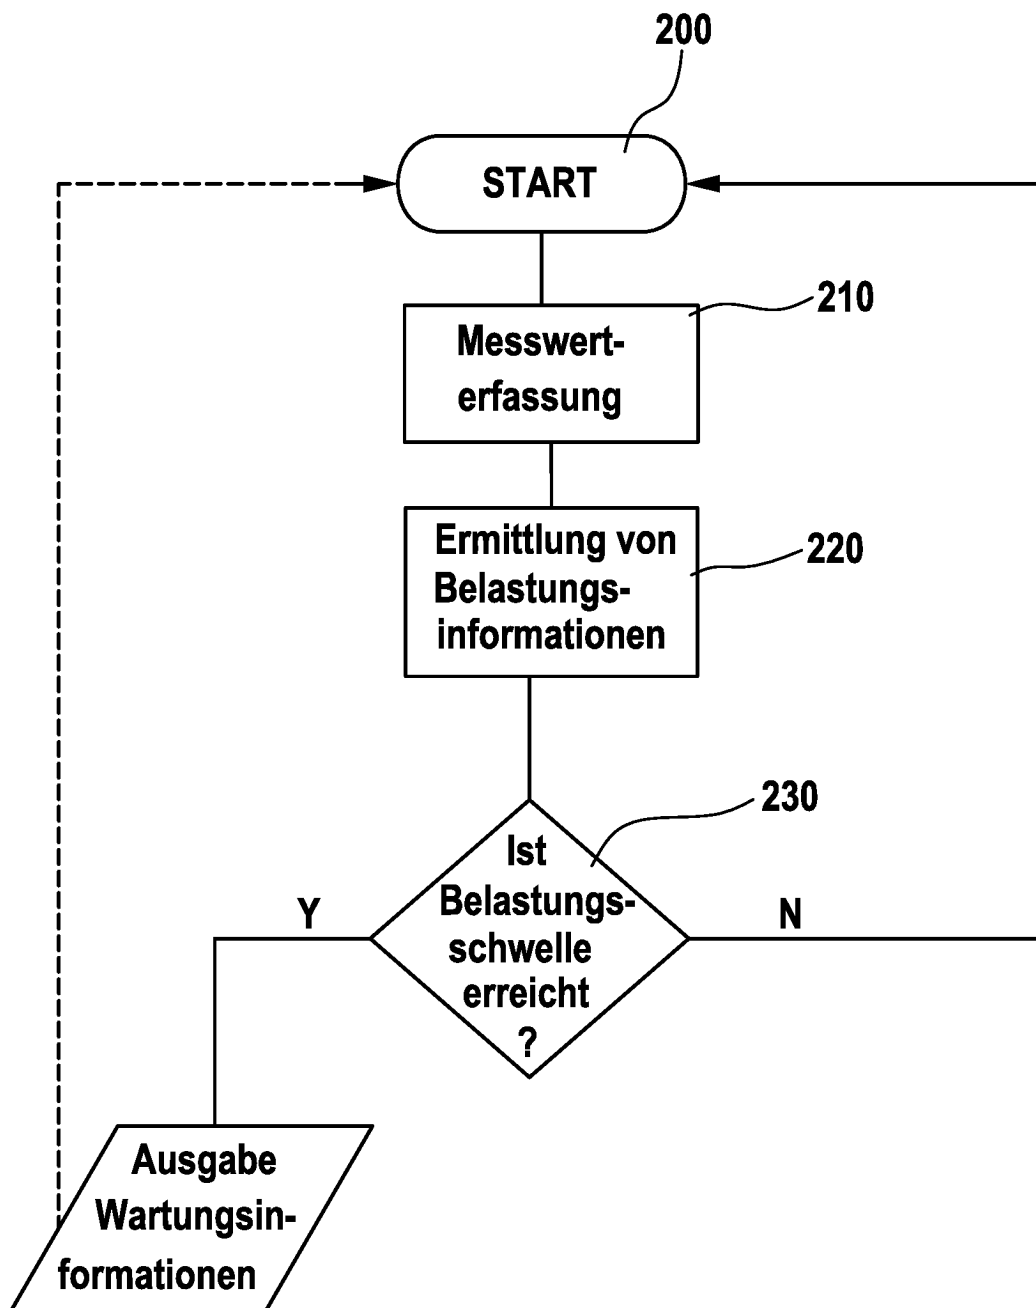 200
START
210
Messwert-
erfassung
220
Ermittlung von
Belastungs-
informationen
230
Ist
Belastungs-
schwelle
erreicht
?
Y
N
Ausgabe
Wartungsin-
formationen